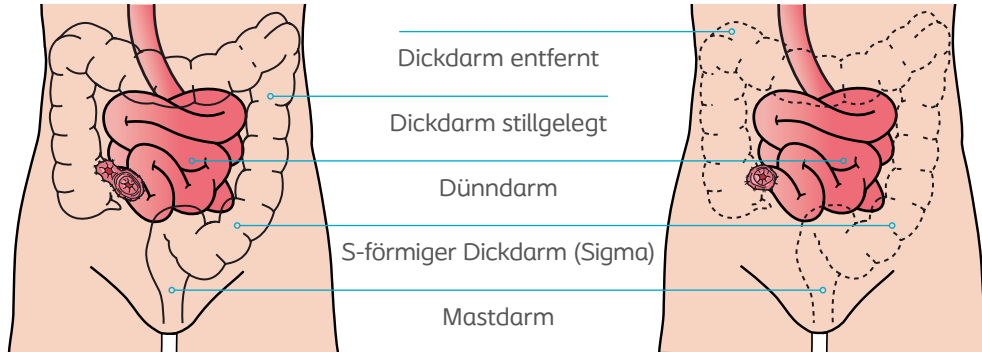 Dickdarm entfernt
Dickdarm stillgelegt
Dünndarm
S-förmiger Dickdarm (Sigma)
Mastdarm